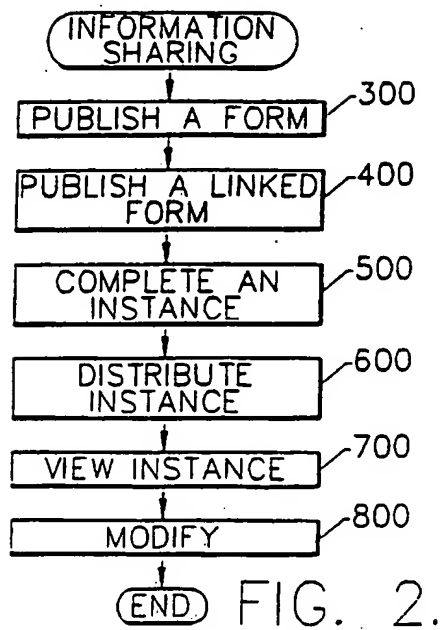 INFORMATION
SHARING
300
PUBLISH A FORM
400
PUBLISH A LINKED
FORM
500
COMPLETE AN
INSTANCE
600
DISTRIBUTE
INSTANCE
700
VIEW INSTANCE
800
MODIFY
END
FIG. 2.